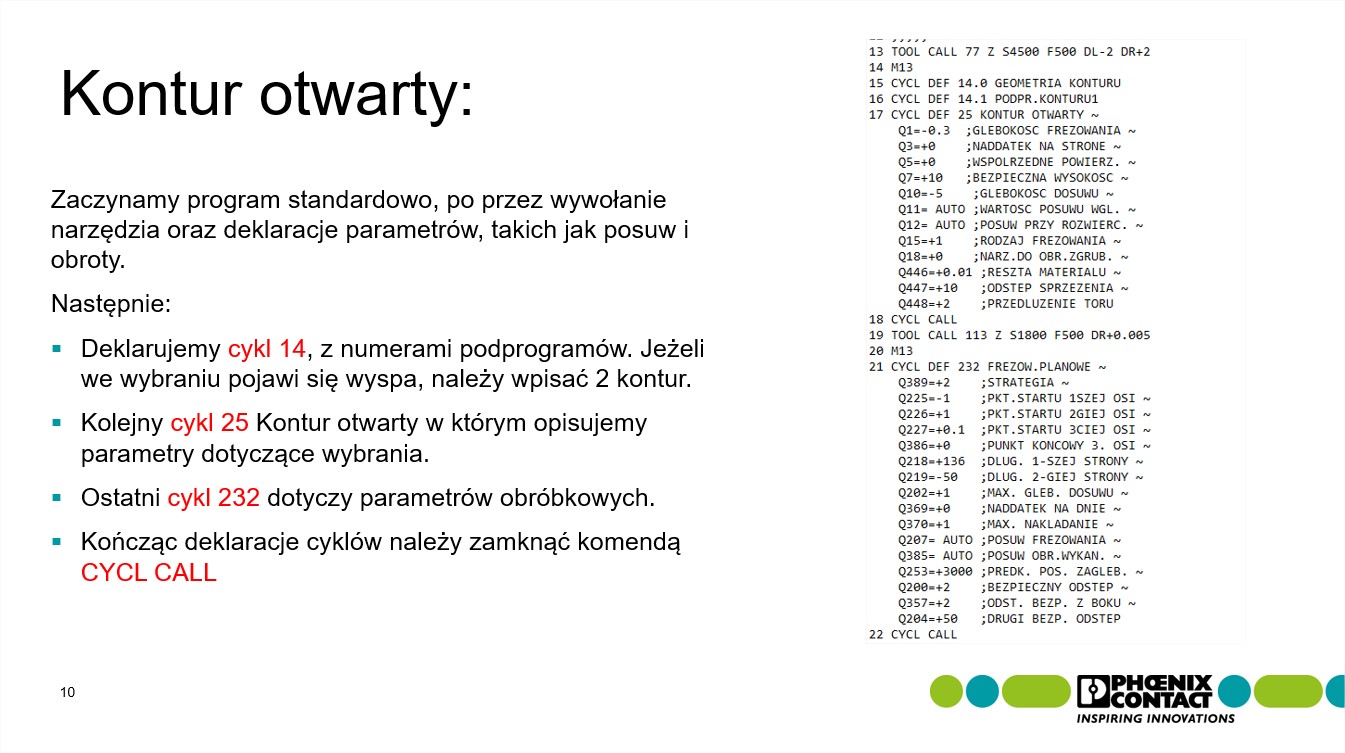 Kontur otwarty:
Zaczynamy program standardowo, po przez wywołanie
narzędzia oraz deklaracje parametrów, takich jak posuw i
obroty.
Następnie:
Deklarujemy cykl 14, z numerami podprogramów. Jeżeli
we wybraniu pojawi się wyspa, należy wpisać 2 kontur.
Kolejny cykl 25 Kontur otwarty w którym opisujemy
parametry dotyczące wybrania.
Ostatni cykl 232 dotyczy parametrów obróbkowych.
Kończąc deklaracje cyklów należy zamknąć komendą
CYCL CALL
13 TOOL CALL 77 Z S4500 F500 DL-2 DR+2
14 M13
15 CYCL DEF 14.0 GEOMETRIA KONTURU
16 CYCL DEF 14.1 PODPR.KONTURU1
17 CYCL DEF 25 KONTUR OTWARTY ~
Q1=-0.3 ;GLEBOKOSC FREZOWANIA ~
Q3=+0 ;NADDATEK NA STRONE ~
Q5=+0 ;WSPOLRZEDNE POWIERZ. ~
Q7=+10 ;BEZPIECZNA WYSOKOSC ~
Q10=-5 ;GLEBOKOSC DOSUWU ~
Q11= AUTO ;WARTOSC POSUWU WGL. ~
Q12= AUTO ;POSUW PRZY ROZWIERC. ~
Q15=+1 ;RODZAJ FREZOWANIA ~
Q18=+0 ;NARZ.DO OBR.ZGRUB. ~
Q446=+0.01 ;RESZTA MATERIALU ~
Q447=+10 ;ODSTEP SPRZEZENIA ~
Q448=+2 ;PRZEDLUZENIE TORU
18 CYCL CALL
19 TOOL CALL 113 Z S1800 F500 DR+0.005
20 M13
21 CYCL DEF 232 FREZOW.PLANOWE ~
Q389=+2 ;STRATEGIA ~
Q225=-1 ;PKT.STARTU 1SZEJ OSI ~
Q226=+1 ;PKT.STARTU 2GIEJ OSI ~
Q227=+0.1 ;PKT.STARTU 3CIEJ OSI ~
Q386=+0 ;PUNKT KONCOWY 3. OSI ~
Q218=+136 ;DLUG. 1-SZEJ STRONY ~
Q219=-50 ;DLUG. 2-GIEJ STRONY ~
Q202=+1 ;MAX. GLEB. DOSUWU ~
Q369=+0 ;NADDATEK NA DNIE ~
Q370=+1 ;MAX. NAKLADANIE ~
Q207= AUTO ;POSUW FREZOWANIA ~
Q385= AUTO ;POSUW OBR.WYKAN. ~
Q253=+3000 ;PREDK. POS. ZAGLEB. ~
Q200=+2 ;BEZPIECZNY ODSTEP ~
Q357=+2 ;ODST. BEZP. Z BOKU ~
Q204=+50 ;DRUGI BEZP. ODSTEP
22 CYCL CALL
10
PHŒNIX
CONTACT
INSPIRING INNOVATIONS